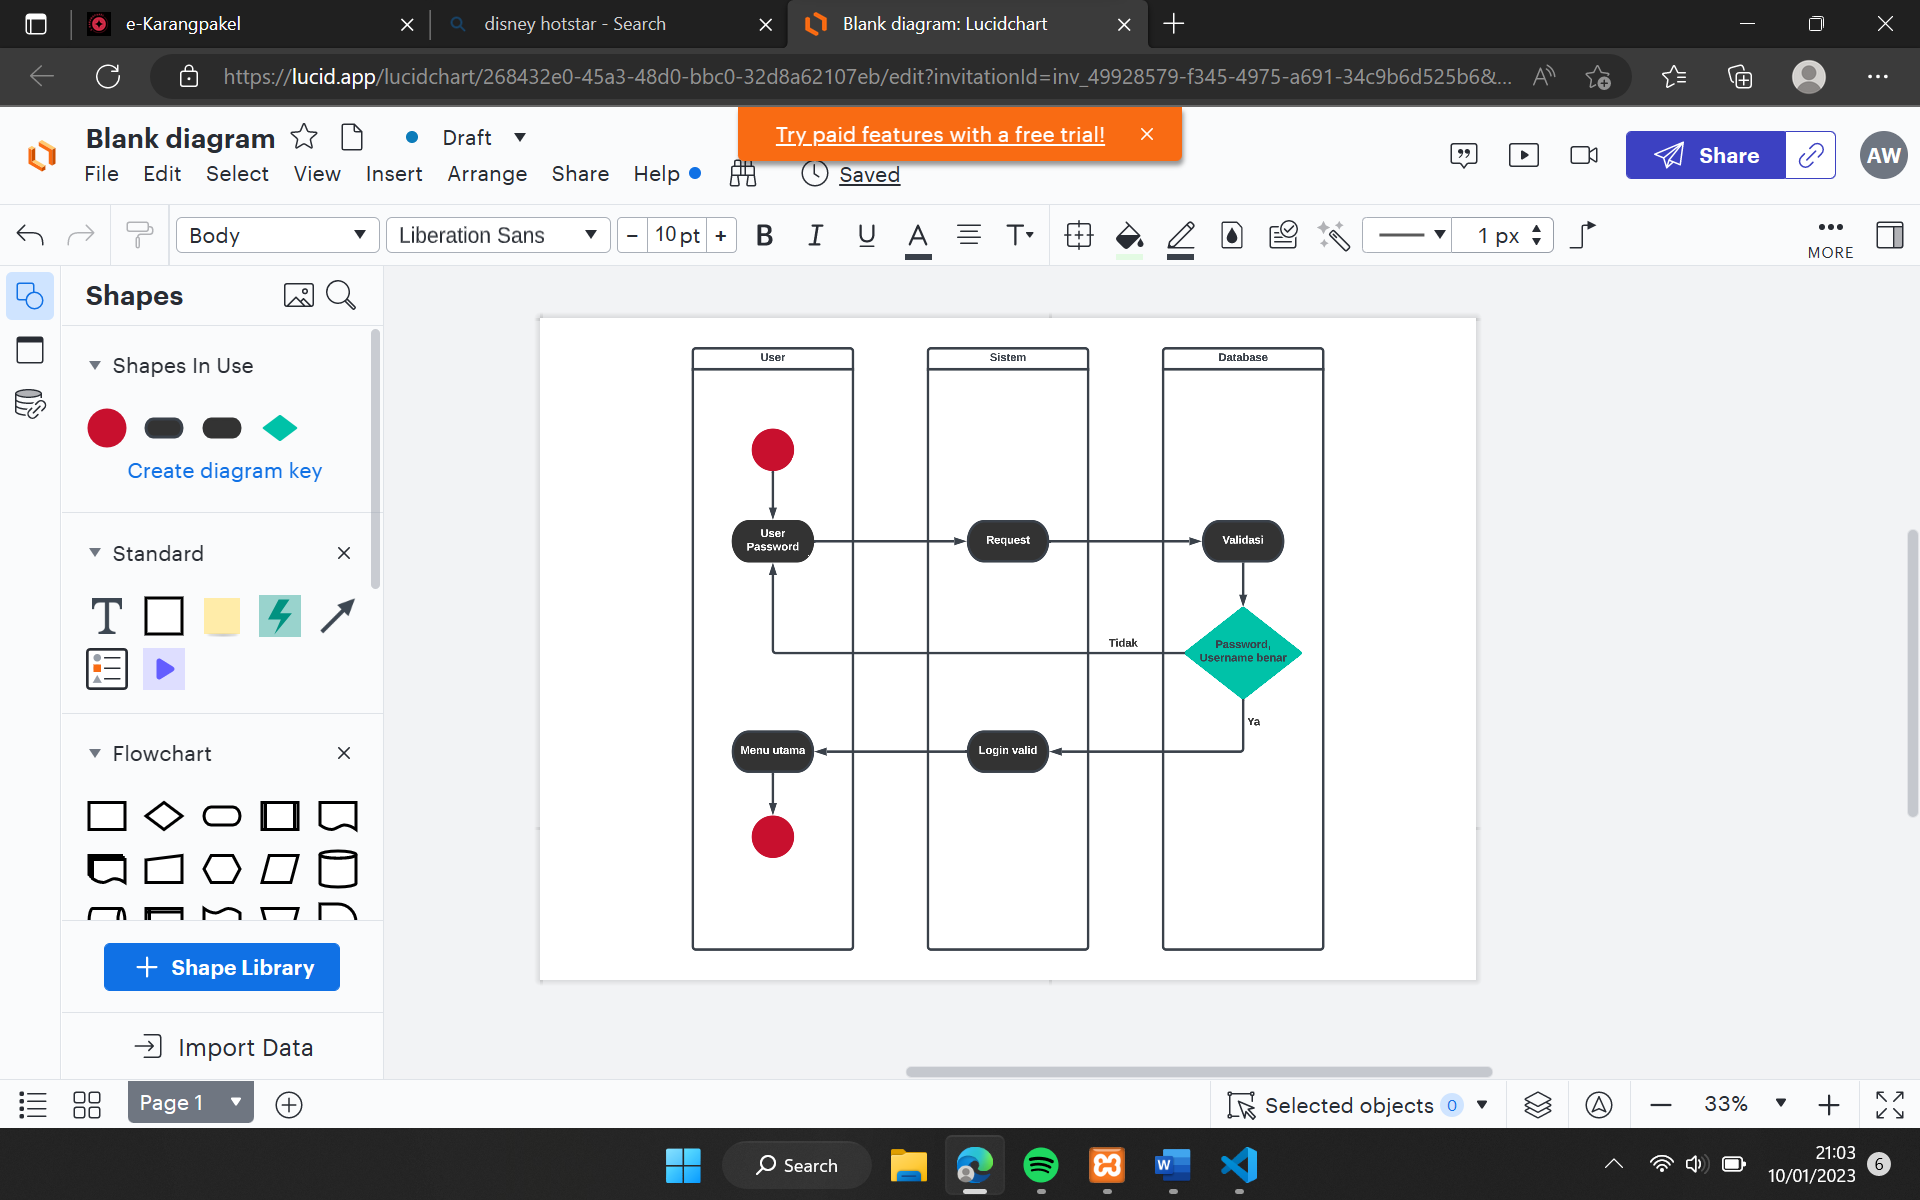 e-Karangpakel
disney hotstar - Search
Blank diagram: Lucidchart
https://lucid.app/lucidchart/268432e0-45a3-48d0-bbc0-32d8a62107eb/edit?invitationId=inv_49928579-f345-4975-a691-34c9b6d525b6&...
Blank diagram
Draft
Try paid features with a free trial!
File Edit Select View Insert Arrange Share Help
Saved
Share
AW
Body
Liberation Sans
- 10 pt +
B I U A T
1 px
MORE
Shapes
Shapes In Use
Create diagram key
Standard
T
Flowchart
Shape Library
Import Data
User
Sistem
Database
User
Password
Request
Validasi
Tidak
Password,
Username benar
Ya
Menu utama
Login valid
Page 1
Selected objects 0
33%
Search
W
21:03
10/01/2023
6